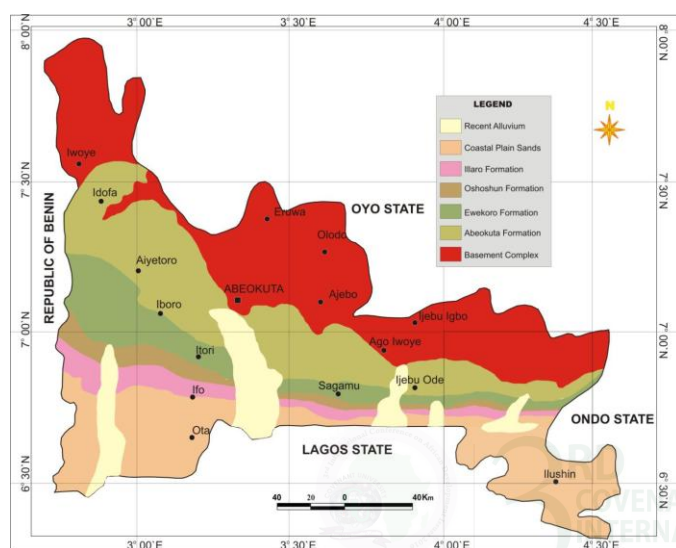 3°00'E 3°30'E 4°00'E 4°30'E
8°00'N 8°00'N
N
LEGEND
Recent Alluvium
Coastal Plain Sands
Illaro Formation
Oshoshun Formation
Ewekoro Formation
Abeokuta Formation
Basement Complex
Iwoye
7°30'N 7°30'N
Idofa
Eruwa
OYO STATE
Olodo
REPUBLIC OF BENIN
Aiyetoro
ABEOKUTA
Ajebo
Iboro
Ijebu Igbo
7°00'N 7°00'N
Itori
Ago Iwoye
Ifo
Sagamu
Ijebu Ode
ONDO STATE
Ota
LAGOS STATE
6°30'N 6°30'N
Ilushin
40 20 0 40Km
3RD
COVENA
INTERNA
3°00'E 3°30'E 4°00'E 4°30'E